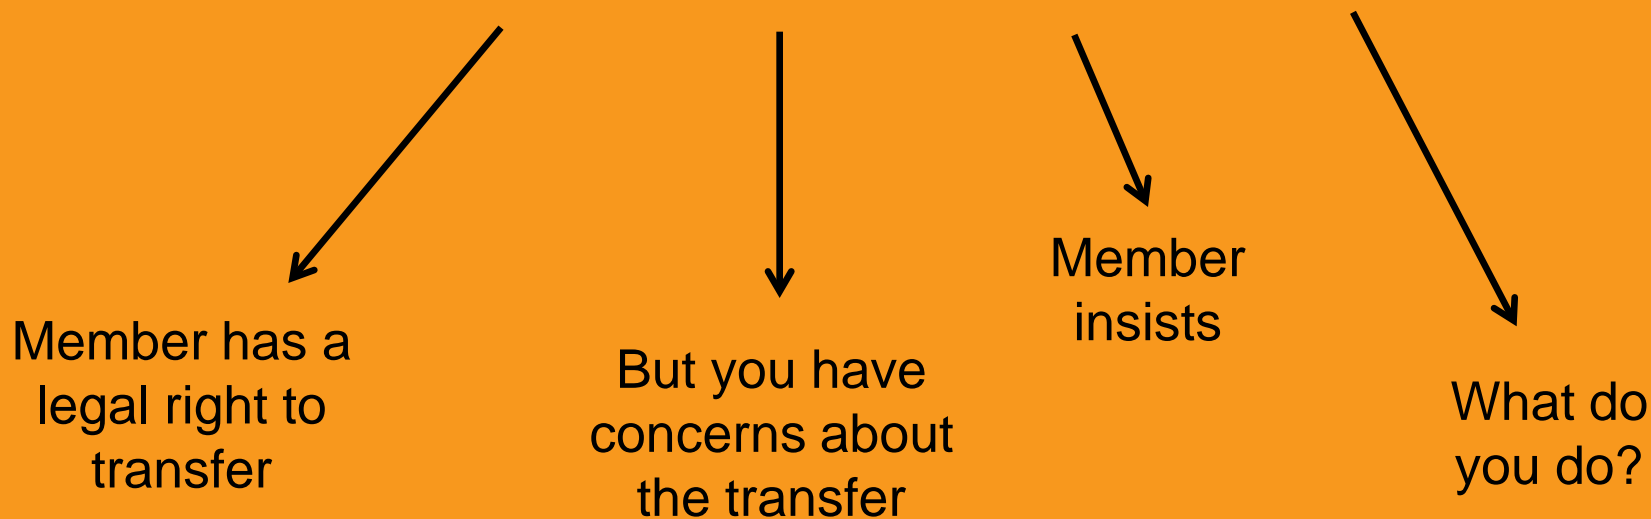 Member has a
legal right to
transfer
But you have
concerns about
the transfer
Member
insists
What do
you do?